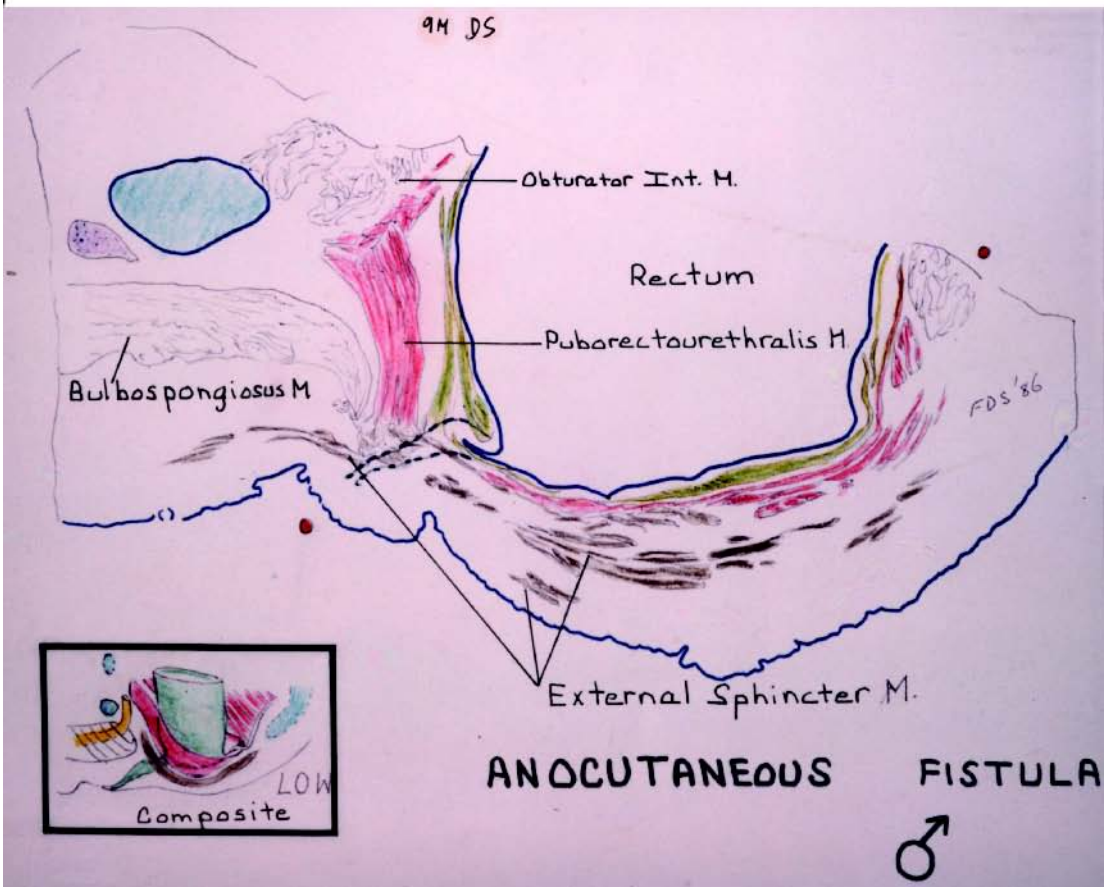 9M DS
Obturator Int. M.
Rectum
Puborectourethralis M.
Bulbospongiosus M
FDS '86
External Sphincter M.
LOW
Composite
ANOCUTANEOUS FISTULA